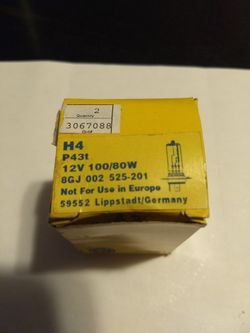 2
Quantity
3067088
H4
P43t
12V 100/80W
8GJ 002 525-201
Not For Use in Europe
59552 Lippstadt/Germany